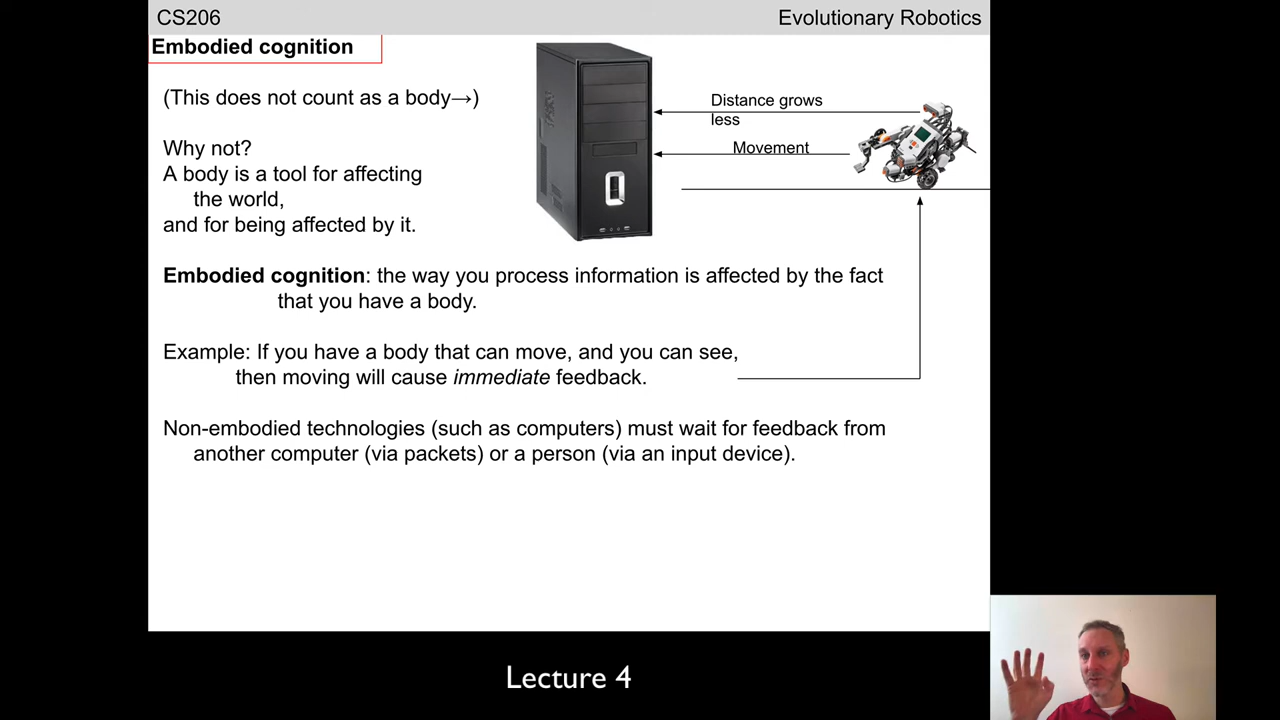 CS206
Evolutionary Robotics
Embodied cognition
(This does not count as a body→)
Distance grows
less
Why not?
Movement
A body is a tool for affecting
the world,
and for being affected by it.
Embodied cognition: the way you process information is affected by the fact
that you have a body.
Example: If you have a body that can move, and you can see,
then moving will cause immediate feedback.
Non-embodied technologies (such as computers) must wait for feedback from
another computer (via packets) or a person (via an input device).
Lecture 4